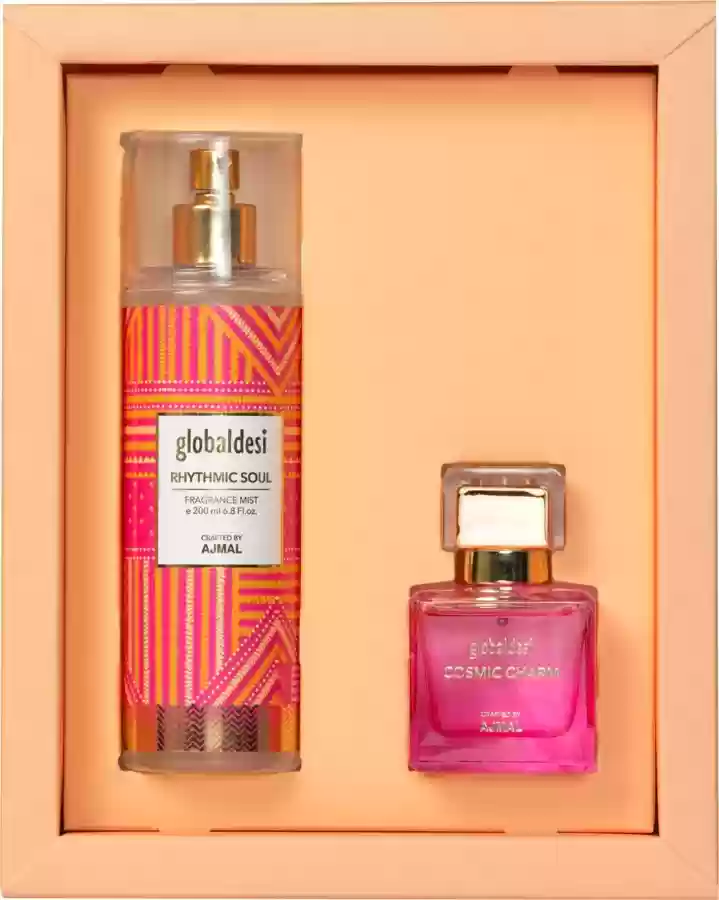 globaldesi
RHYTHMIC SOUL
FRAGRANCE MIST
e 200 ml 6.8 Fl.oz.
CRAFTED BY
AJMAL
globaldesi
COSMIC CHARM
CRAFTED BY
AJMAL